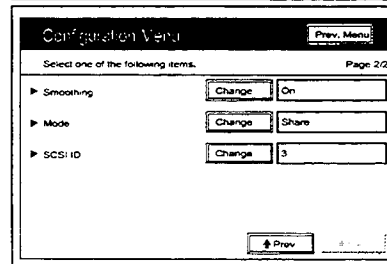 Configuration Menu
Prev. Menu
Select one of the following items.
Page 2/2
▶ Smoothing
Change
On
▶ Mode
Change
Share
▶ SCSI ID
Change
3
↑ Prev